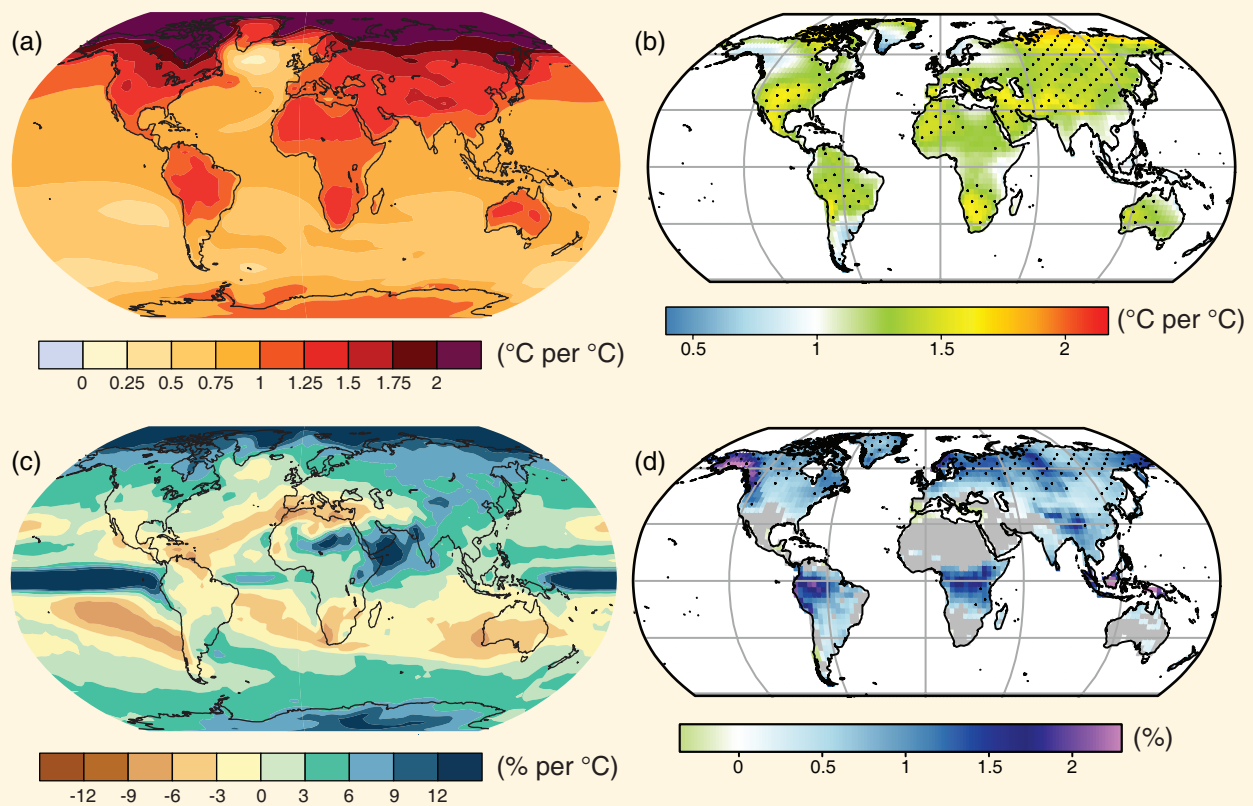 (a)
(b)
(°C per °C)
0 0.25 0.5 0.75 1 1.25 1.5 1.75 2
(°C per °C)
0.5 1 1.5 2
(c)
(d)
(% per °C)
-12 -9 -6 -3 0 3 6 9 12
(%)
0 0.5 1 1.5 2